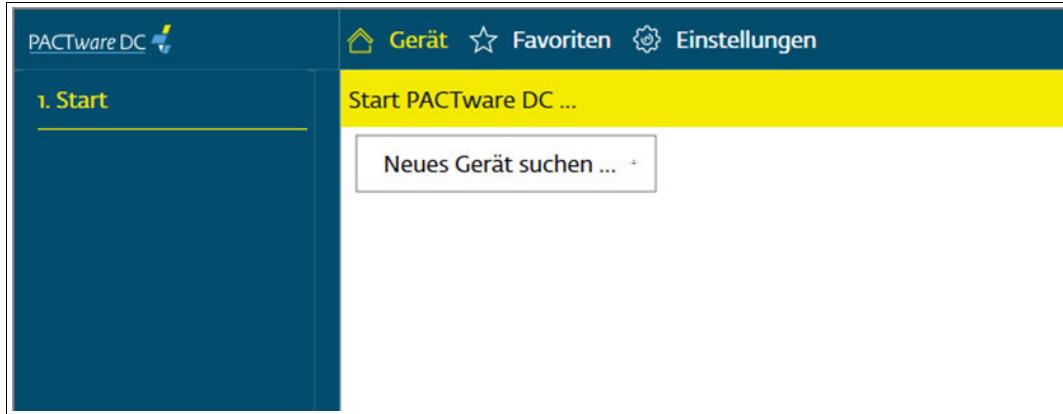 PACTware DC
Gerät Favoriten Einstellungen
1. Start
Start PACTware DC ...
Neues Gerät suchen ...